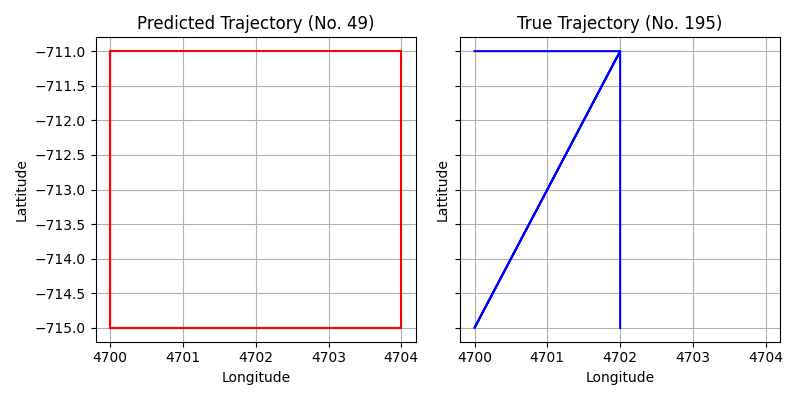 Predicted Trajectory (No. 49)
True Trajectory (No. 195)
−711.0
−711.5
−712.0
−712.5
−713.0
−713.5
−714.0
−714.5
−715.0
Lattitude
Lattitude
4700 4701 4702 4703 4704
4700 4701 4702 4703 4704
Longitude
Longitude